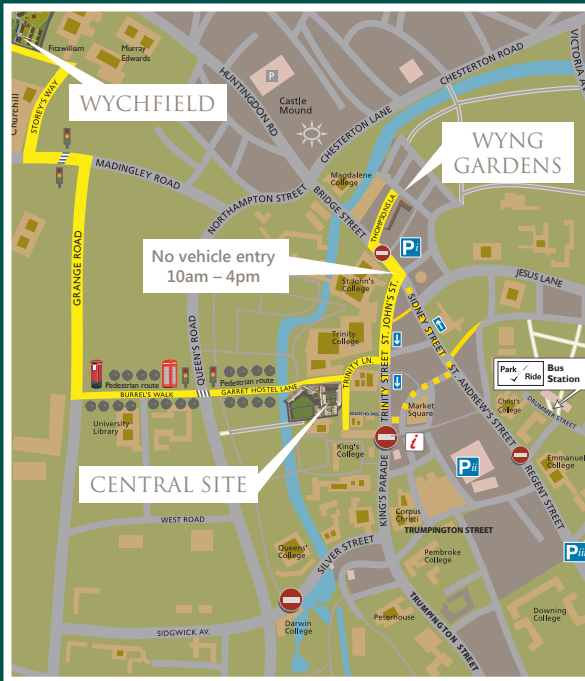 Fitzwilliam
Murray
Edwards
WYCHFIELD
Churchill
STOREY'S WAY
HUNTINGDON RD
P
Castle
Mound
CHESTERTON ROAD
VICTORIA AV
CHESTERTON LANE
WYNG
GARDENS
MADINGLEY ROAD
Magdalene
College
NORTHAMPTON STREET
BRIDGE STREET
THOMPSONS LA.
No vehicle entry
10am – 4pm
Pi
GRANGE ROAD
St John's
College
JESUS LANE
ST. JOHN'S ST.
SIDNEY STREET
QUEEN'S ROAD
Trinity
College
TRINITY LN.
TRINITY STREET
ST. ANDREW'S STREET
Park
Ride
Bus
Station
Pedestrian route
Pedestrian route
BURREL'S WALK
GARRET HOSTEL LANE
Christ's
College
DRUMMER STREET
Market
Square
University
Library
King's
College
i
Pii
Emmanuel
College
CENTRAL SITE
KING'S PARADE
REGENT STREET
WEST ROAD
Corpus
Christi
TRUMPINGTON STREET
Queens'
College
SILVER STREET
Pembroke
College
Piii
Darwin
College
SIDGWICK AV.
Peterhouse
TRUMPINGTON STREET
Downing
College